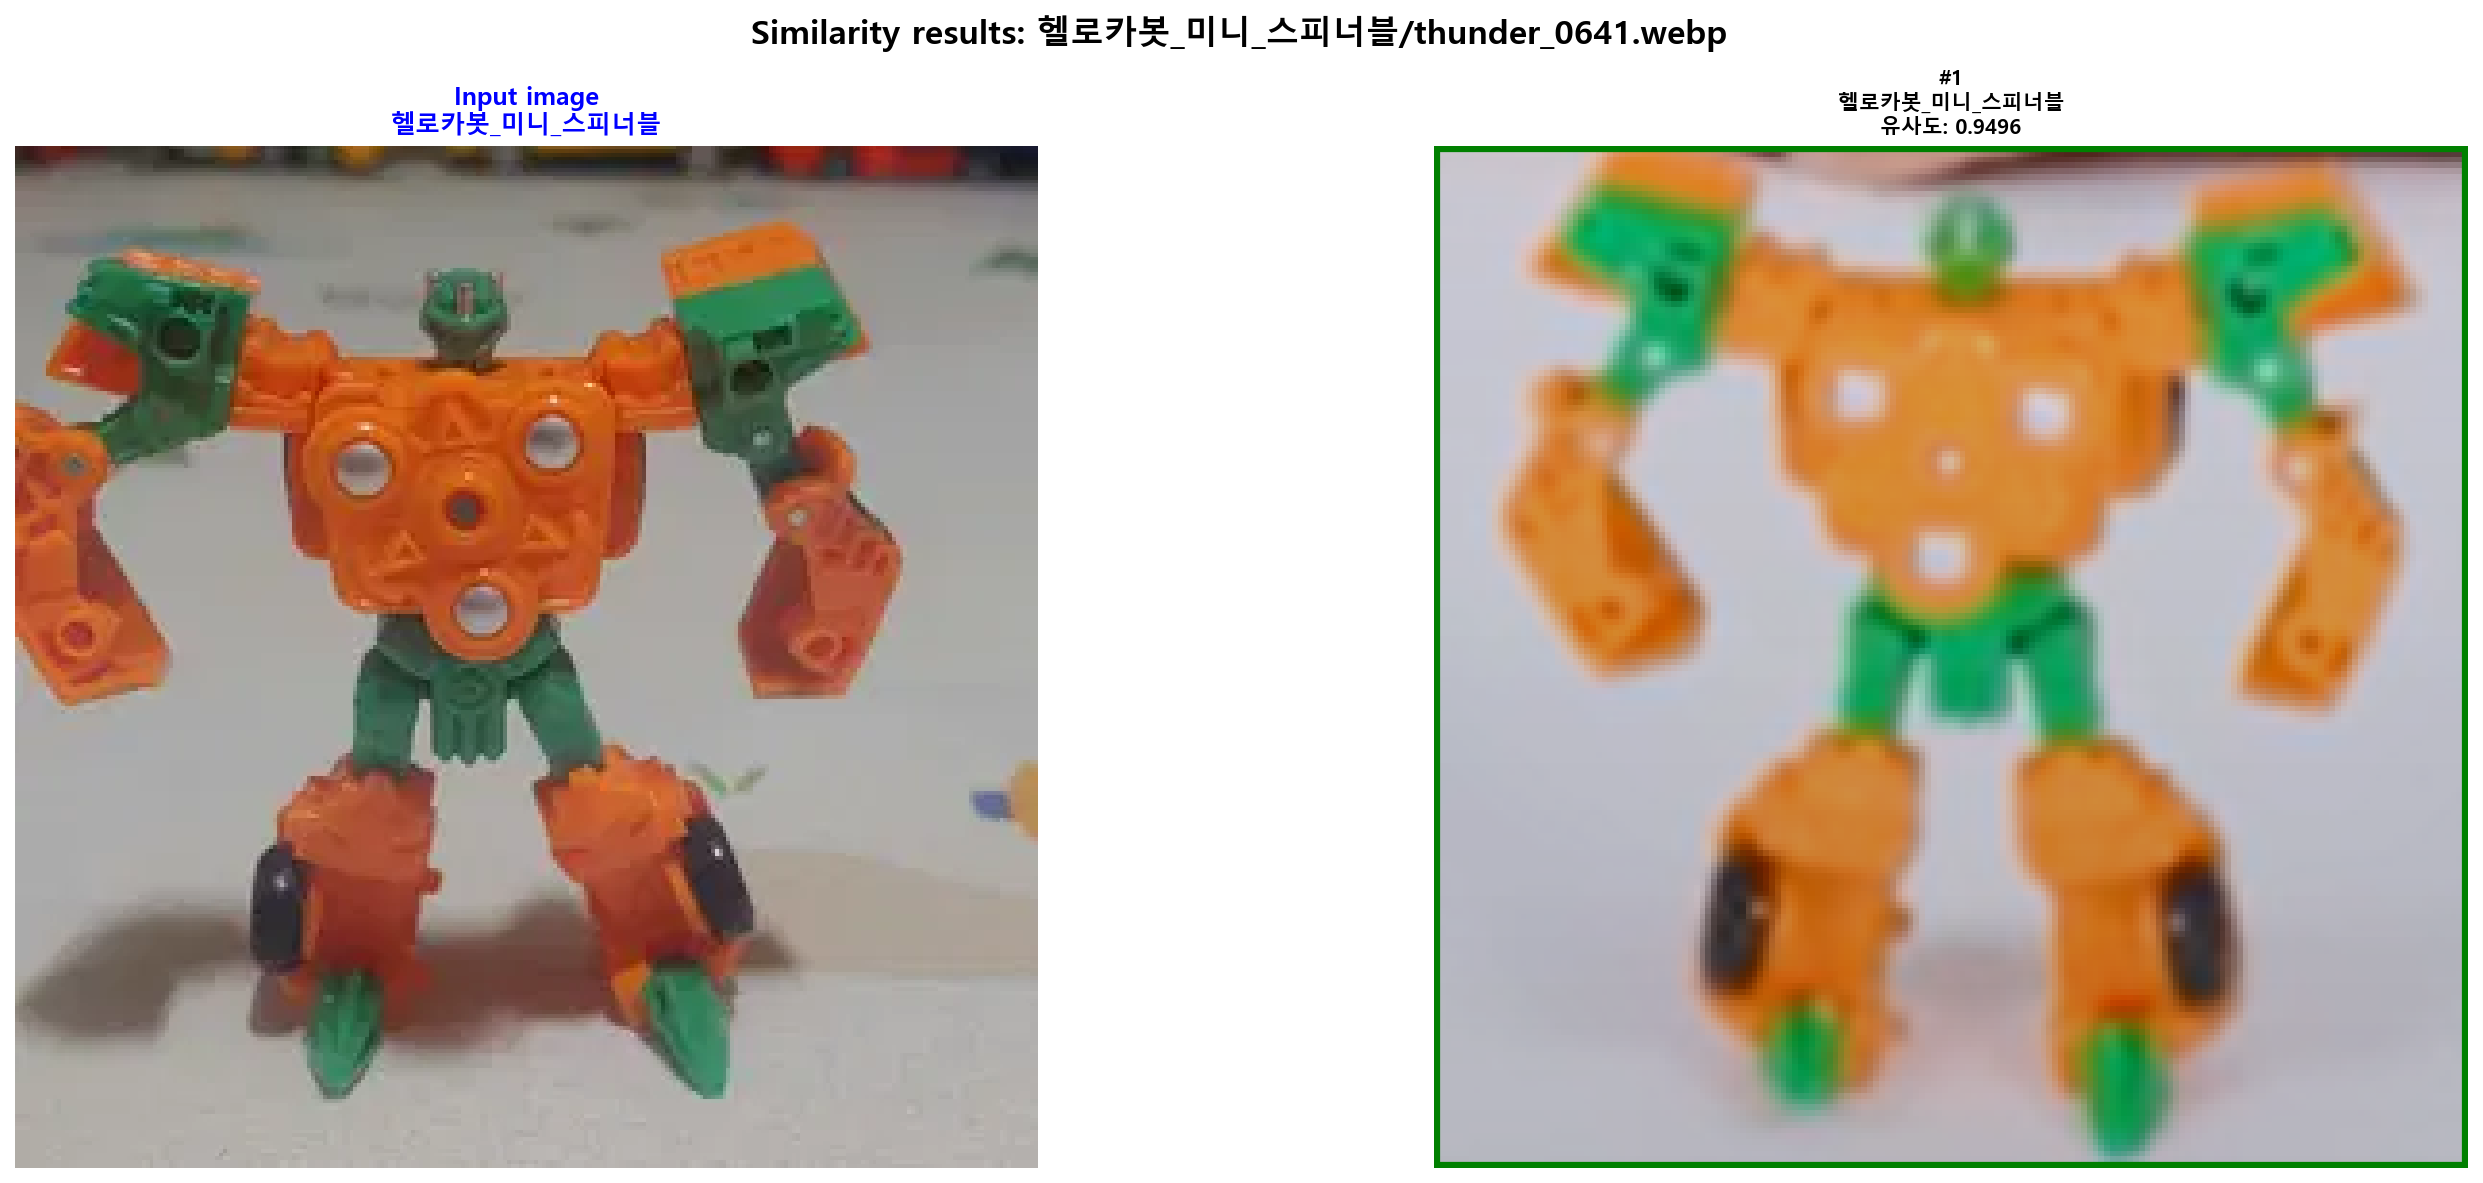 Similarity results: 헬로카봇_미니_스피너블/thunder_0641.webp
Input image
헬로카봇_미니_스피너블
#1
헬로카봇_미니_스피너블
유사도: 0.9496